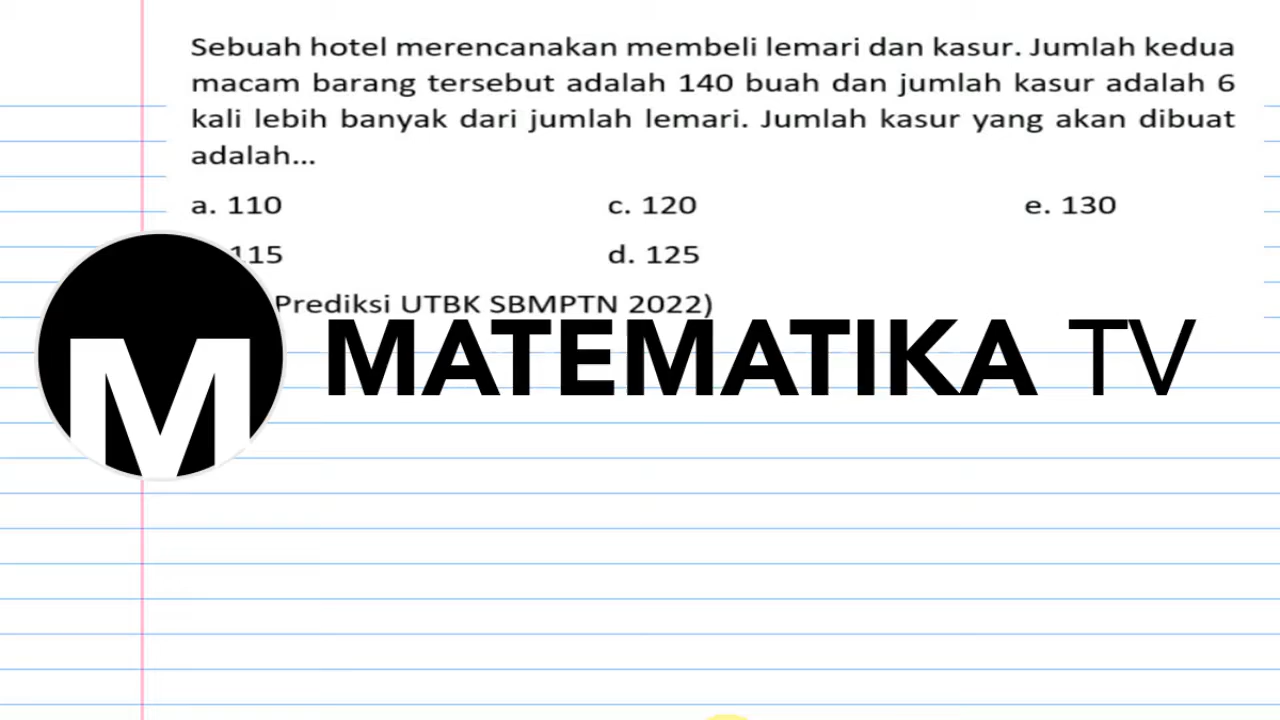 Sebuah hotel merencanakan membeli lemari dan kasur. Jumlah kedua
macam barang tersebut adalah 140 buah dan jumlah kasur adalah 6
kali lebih banyak dari jumlah lemari. Jumlah kasur yang akan dibuat
adalah...
a. 110 c. 120 e. 130
115 d. 125
Prediksi UTBK SBMPTN 2022)
M MATEMATIKA TV